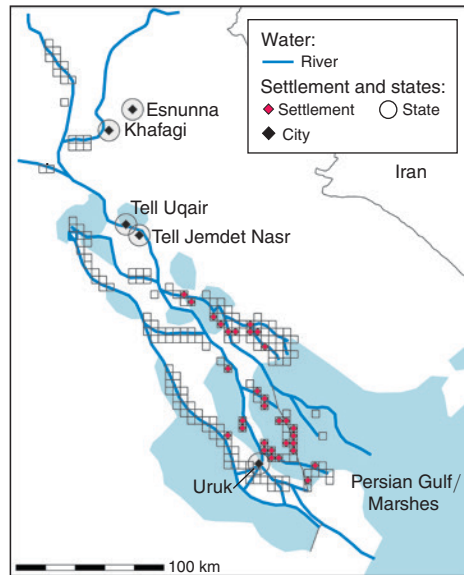 Water:
River
Settlement and states:
Settlement
State
City
Esnunna
Khafagi
Iran
Tell Uqair
Tell Jemdet Nasr
Uruk
Persian Gulf/
Marshes
100 km